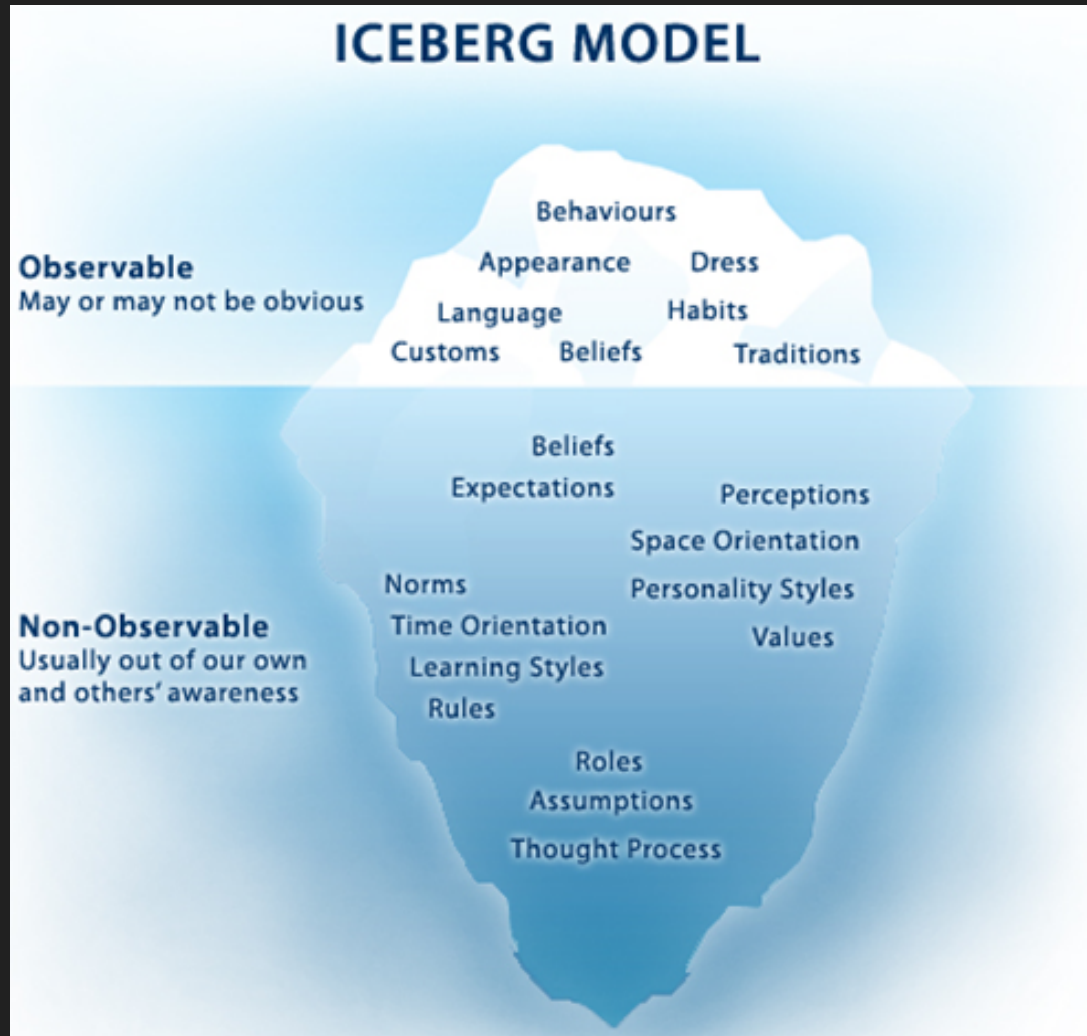 ICEBERG MODEL
Behaviours
Appearance Dress
Observable
May or may not be obvious
Language Habits
Customs Beliefs Traditions
Beliefs
Expectations Perceptions
Space Orientation
Norms Personality Styles
Non-Observable
Usually out of our own
and others' awareness
Time Orientation Values
Learning Styles
Rules
Roles
Assumptions
Thought Process